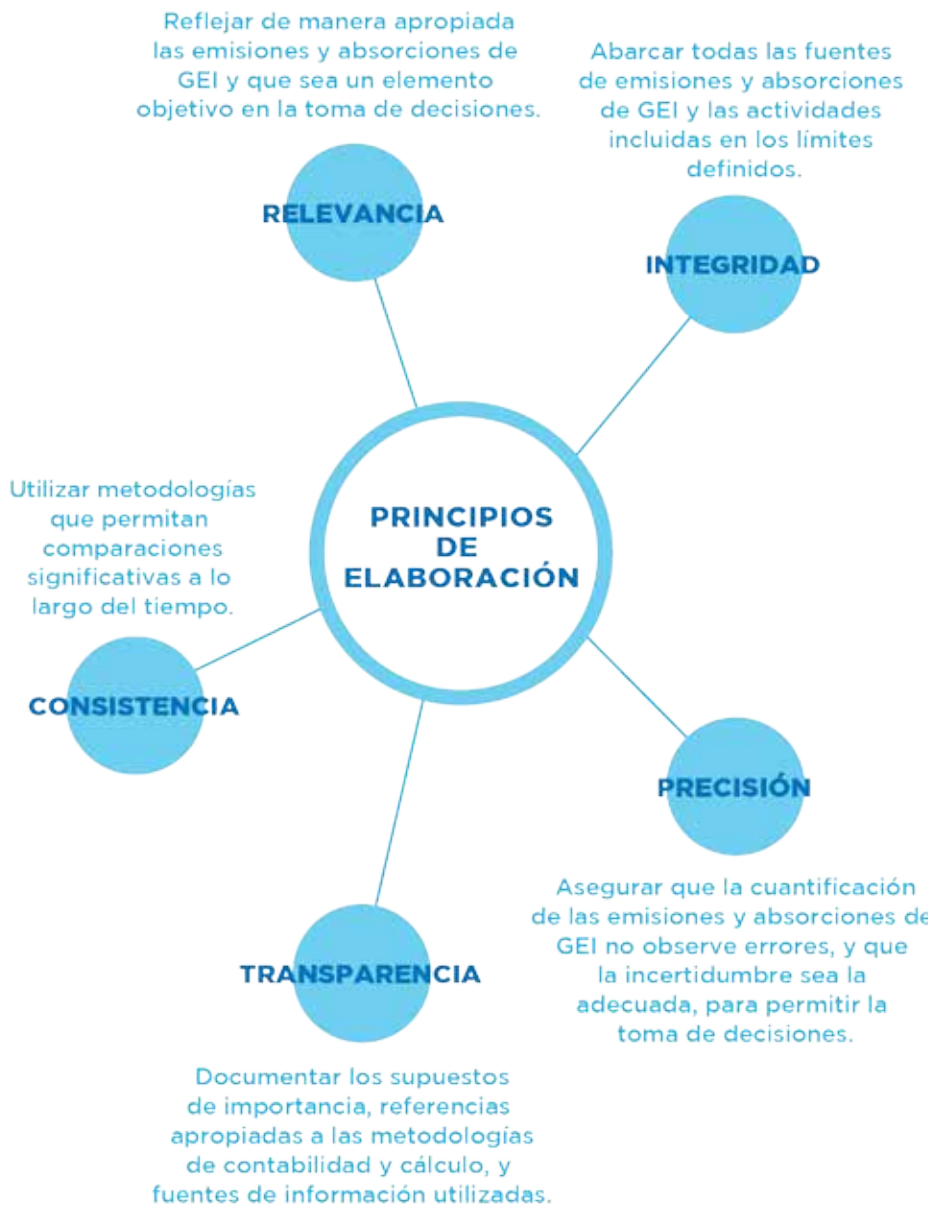 Reflejar de manera apropiada
las emisiones y absorciones de
GEI y que sea un elemento
objetivo en la toma de decisiones.
RELEVANCIA
Abarcar todas las fuentes
de emisiones y absorciones
de GEI y las actividades
incluidas en los límites
definidos.
INTEGRIDAD
PRINCIPIOS
DE
ELABORACIÓN
Utilizar metodologías
que permitan
comparaciones
significativas a lo
largo del tiempo.
CONSISTENCIA
PRECISIÓN
Asegurar que la cuantificación
de las emisiones y absorciones de
GEI no observe errores, y que
la incertidumbre sea la
adecuada, para permitir la
toma de decisiones.
TRANSPARENCIA
Documentar los supuestos
de importancia, referencias
apropiadas a las metodologías
de contabilidad y cálculo, y
fuentes de información utilizadas.